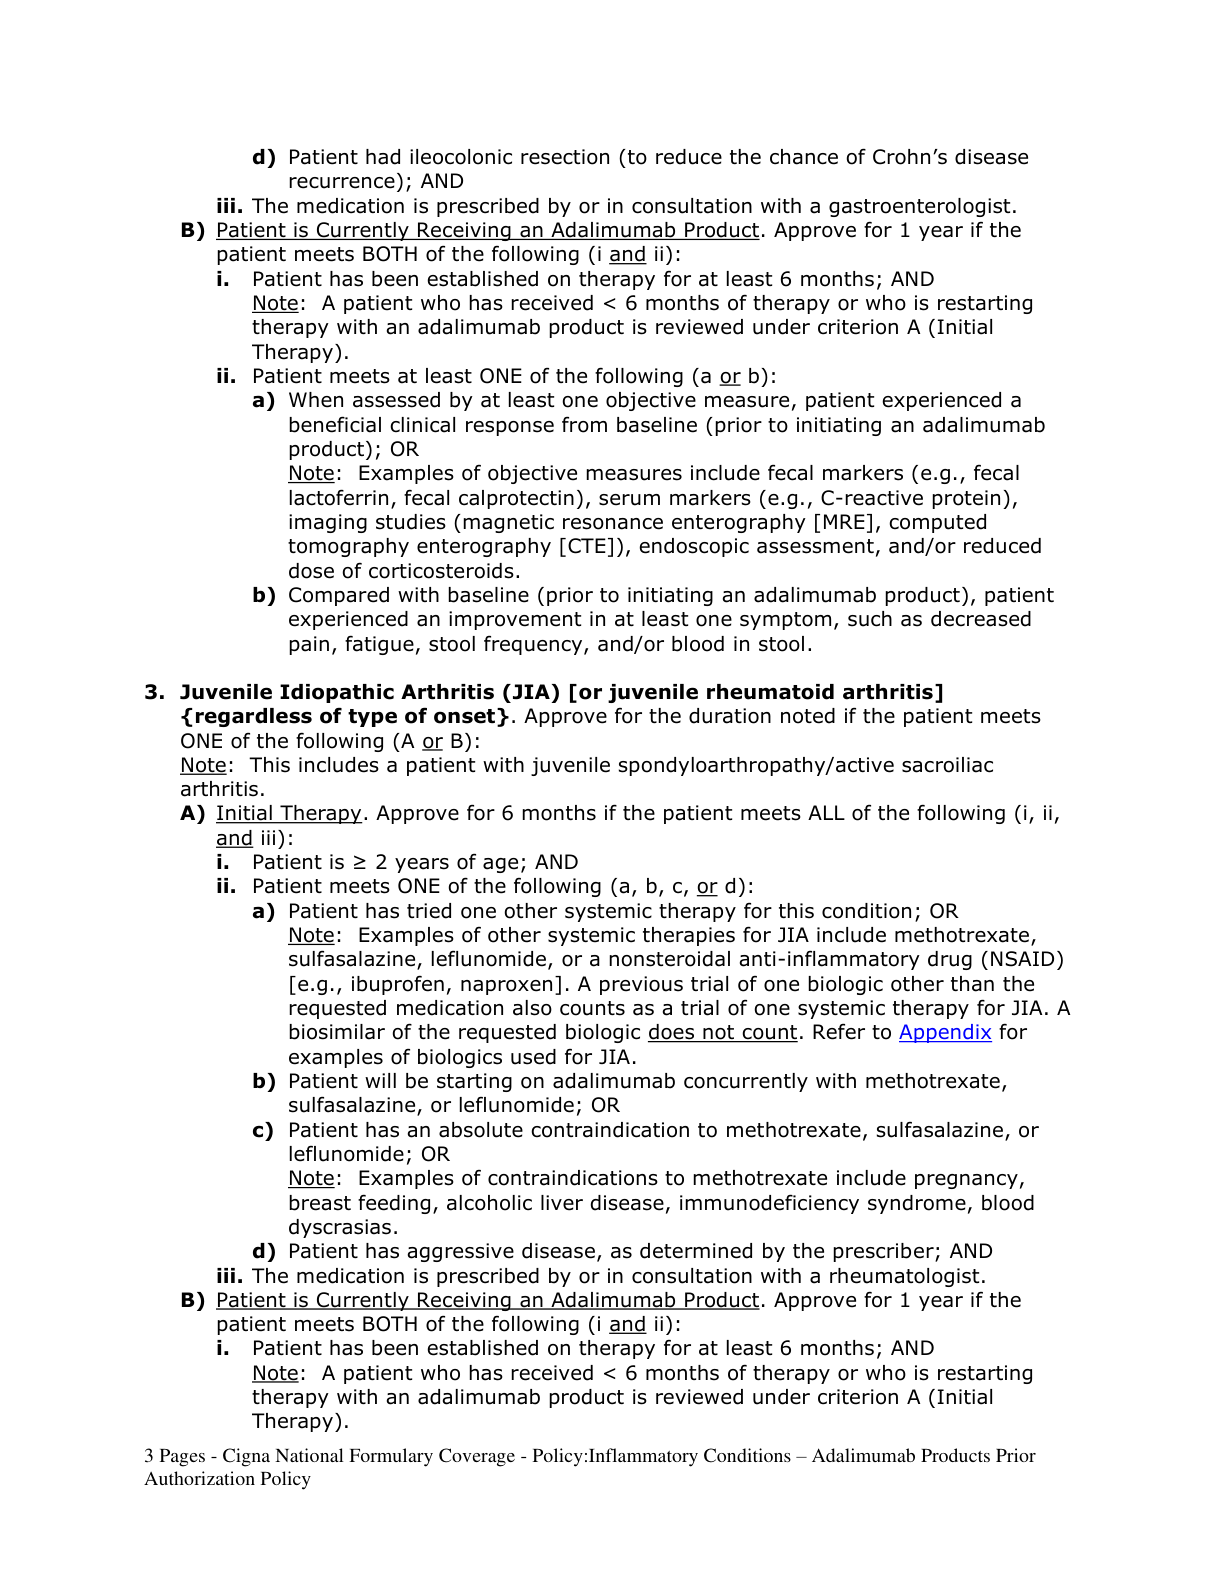 d) Patient had ileocolonic resection (to reduce the chance of Crohn’s disease
recurrence); AND
iii. The medication is prescribed by or in consultation with a gastroenterologist.
B) Patient is Currently Receiving an Adalimumab Product. Approve for 1 year if the
patient meets BOTH of the following (i and ii):
i. Patient has been established on therapy for at least 6 months; AND
Note: A patient who has received < 6 months of therapy or who is restarting
therapy with an adalimumab product is reviewed under criterion A (Initial
Therapy).
ii. Patient meets at least ONE of the following (a or b):
a) When assessed by at least one objective measure, patient experienced a
beneficial clinical response from baseline (prior to initiating an adalimumab
product); OR
Note: Examples of objective measures include fecal markers (e.g., fecal
lactoferrin, fecal calprotectin), serum markers (e.g., C-reactive protein),
imaging studies (magnetic resonance enterography [MRE], computed
tomography enterography [CTE]), endoscopic assessment, and/or reduced
dose of corticosteroids.
b) Compared with baseline (prior to initiating an adalimumab product), patient
experienced an improvement in at least one symptom, such as decreased
pain, fatigue, stool frequency, and/or blood in stool.
3. Juvenile Idiopathic Arthritis (JIA) [or juvenile rheumatoid arthritis]
{regardless of type of onset}. Approve for the duration noted if the patient meets
ONE of the following (A or B):
Note: This includes a patient with juvenile spondyloarthropathy/active sacroiliac
arthritis.
A) Initial Therapy. Approve for 6 months if the patient meets ALL of the following (i, ii,
and iii):
i. Patient is ≥ 2 years of age; AND
ii. Patient meets ONE of the following (a, b, c, or d):
a) Patient has tried one other systemic therapy for this condition; OR
Note: Examples of other systemic therapies for JIA include methotrexate,
sulfasalazine, leflunomide, or a nonsteroidal anti-inflammatory drug (NSAID)
[e.g., ibuprofen, naproxen]. A previous trial of one biologic other than the
requested medication also counts as a trial of one systemic therapy for JIA. A
biosimilar of the requested biologic does not count. Refer to Appendix for
examples of biologics used for JIA.
b) Patient will be starting on adalimumab concurrently with methotrexate,
sulfasalazine, or leflunomide; OR
c) Patient has an absolute contraindication to methotrexate, sulfasalazine, or
leflunomide; OR
Note: Examples of contraindications to methotrexate include pregnancy,
breast feeding, alcoholic liver disease, immunodeficiency syndrome, blood
dyscrasias.
d) Patient has aggressive disease, as determined by the prescriber; AND
iii. The medication is prescribed by or in consultation with a rheumatologist.
B) Patient is Currently Receiving an Adalimumab Product. Approve for 1 year if the
patient meets BOTH of the following (i and ii):
i. Patient has been established on therapy for at least 6 months; AND
Note: A patient who has received < 6 months of therapy or who is restarting
therapy with an adalimumab product is reviewed under criterion A (Initial
Therapy).
3 Pages - Cigna National Formulary Coverage - Policy:Inflammatory Conditions – Adalimumab Products Prior
Authorization Policy